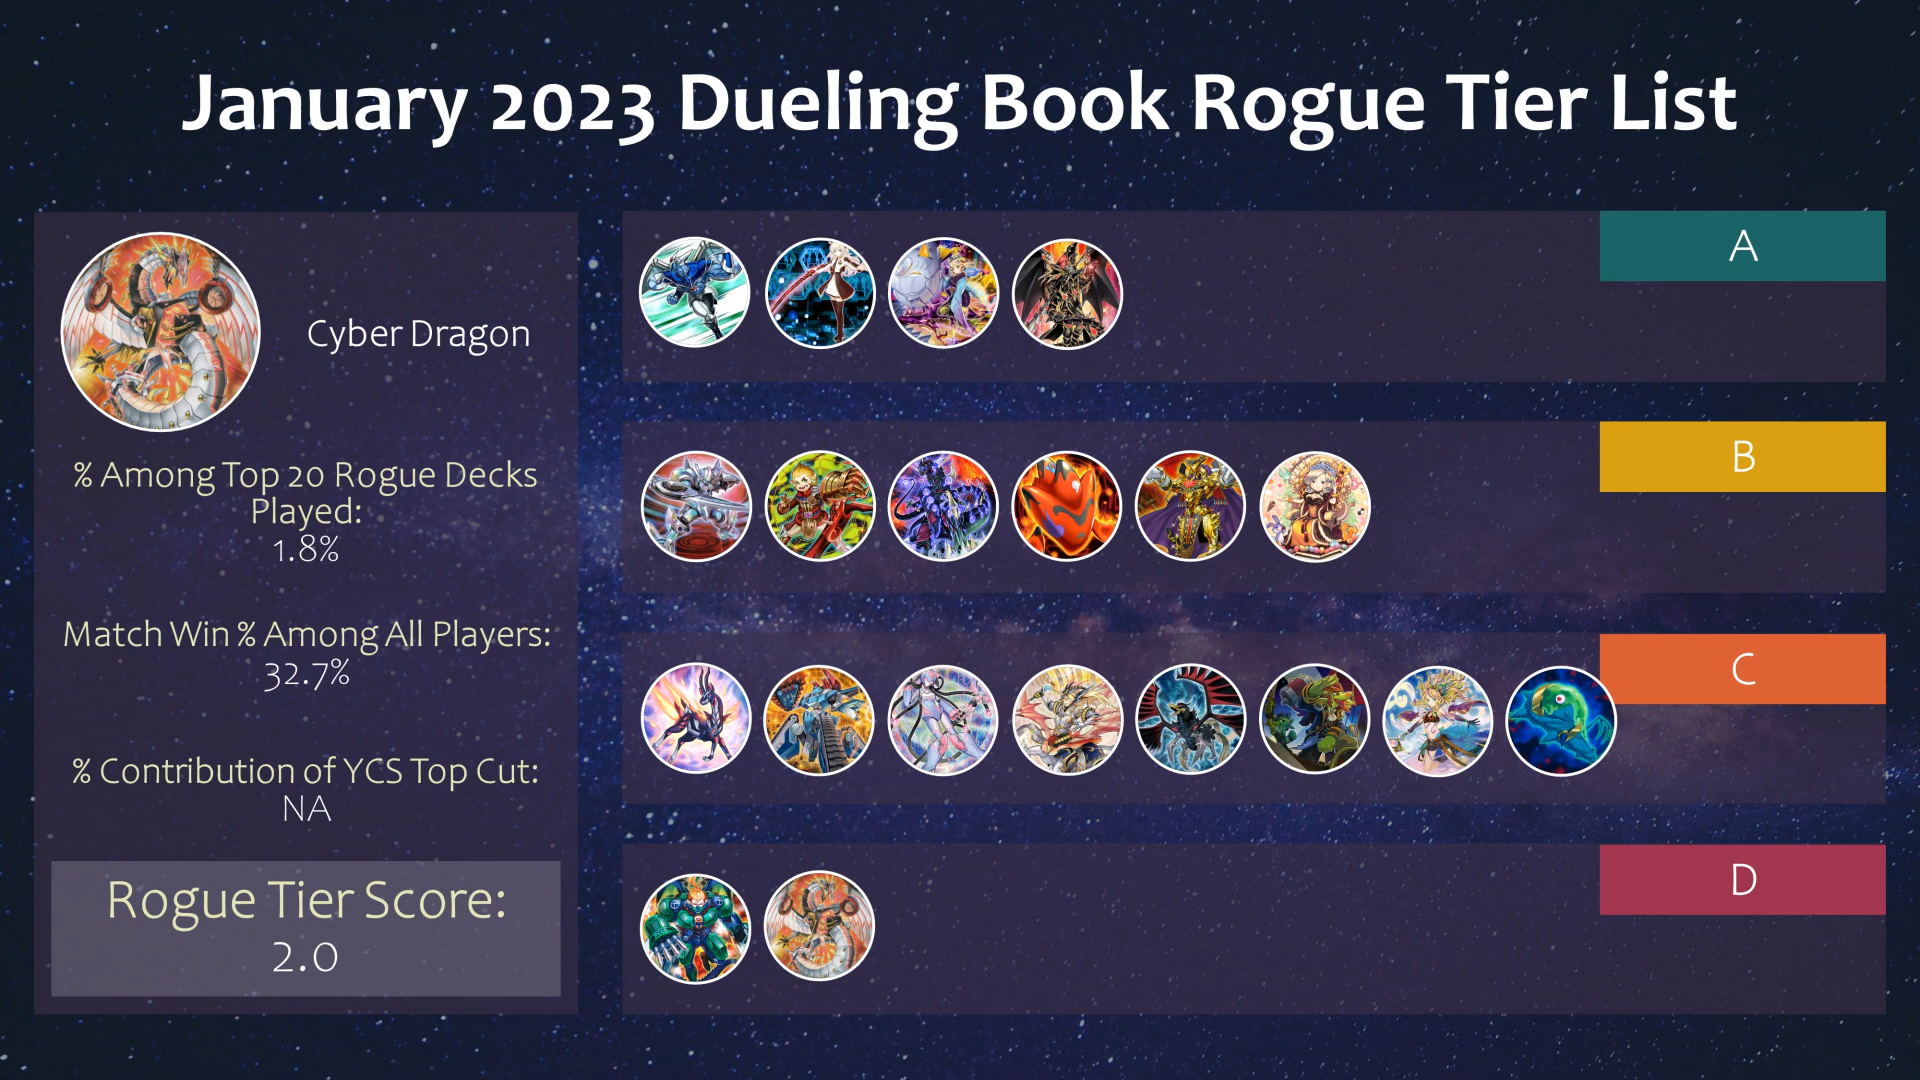 January 2023 Dueling Book Rogue Tier List
Cyber Dragon
% Among Top 20 Rogue Decks
Played:
1.8%
Match Win % Among All Players:
32.7%
% Contribution of YCS Top Cut:
NA
Rogue Tier Score:
2.0
A
B
C
D